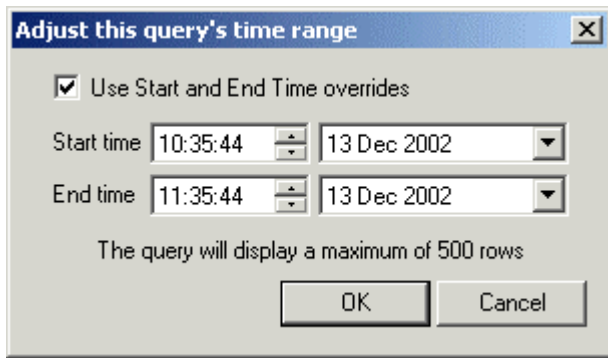 Adjust this query's time range
Use Start and End Time overrides
Start time 10:35:44 13 Dec 2002
End time 11:35:44 13 Dec 2002
The query will display a maximum of 500 rows
OK Cancel